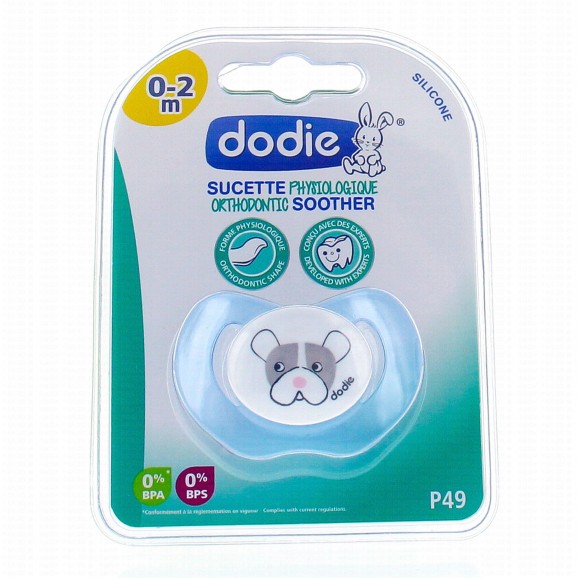 0-2
m
SILICONE
dodie®
SUCETTE PHYSIOLOGIQUE
ORTHODONTIC SOOTHER
FORME PHYSIOLOGIQUE
ORTHODONTIC SHAPE
CONÇU AVEC DES EXPERTS
DEVELOPED WITH EXPERTS
dodie
0%*
BPA
0%
BPS
P49
*Conformément à la réglementation en vigueur - Complies with current regulations.